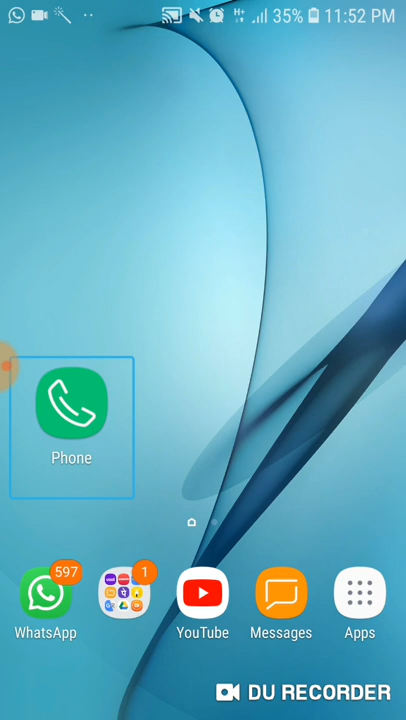 H+ 35% 11:52 PM
Phone
597 1
WhatsApp YouTube Messages Apps
DU RECORDER